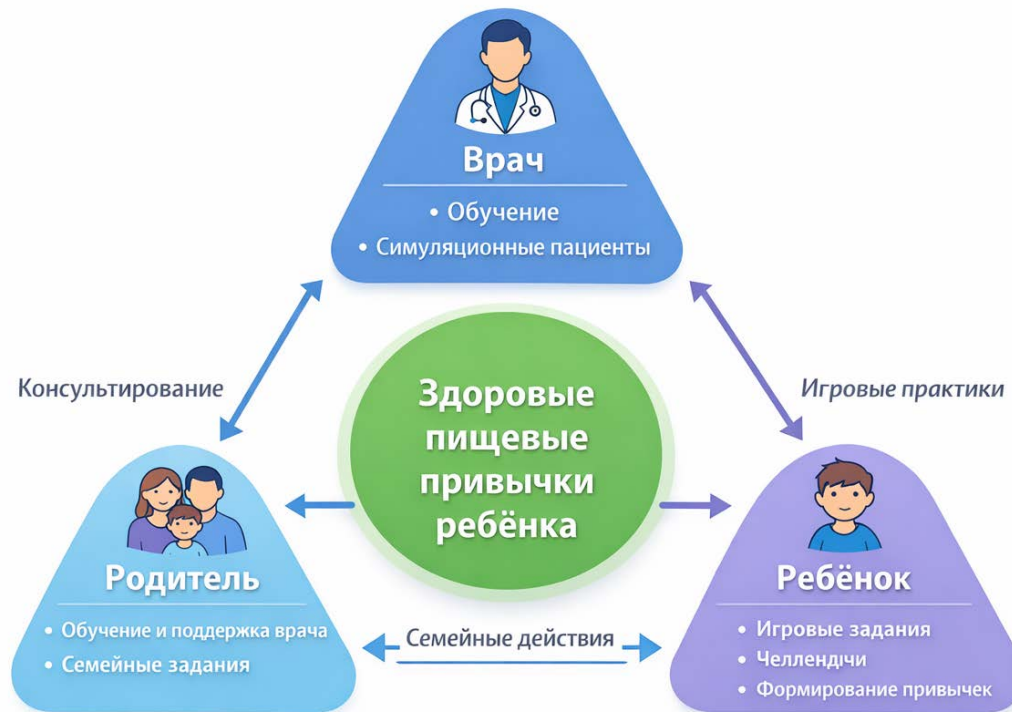 Врач
• Обучение
• Симуляционные пациенты
Консультирование
Игровые практики
Здоровые
пищевые
привычки
ребёнка
Родитель
• Обучение и поддержка врача
• Семейные задания
Семейные действия
Ребёнок
• Игровые задания
• Челлендчи
• Формирование привычек